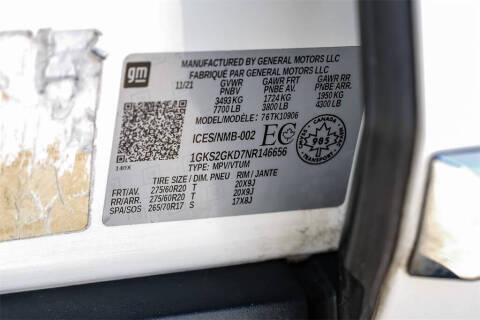 gm
MANUFACTURED BY GENERAL MOTORS LLC
FABRIQUÉ PAR GENERAL MOTORS LLC
11/21 GVWR GAWR FRT GAWR RR
PNBV PNBE AV. PNBE ARR.
3493 KG 1724 KG 1950 KG
7700 LB 3800 LB 4300 LB
MODEL/MODÈLE: 76TK10906
ICES/NMB-002 EC
CANADA
985
TRANSPORT
1GKS2GKD7NR146656
TYPE: MPV/VTUM
TIRE SIZE / DIM. PNEU RIM / JANTE
FRT/AV. 275/60R20 T 20X9J
RR/ARR. 275/60R20 T 20X9J
SPA/SOS 265/70R17 S 17X8J